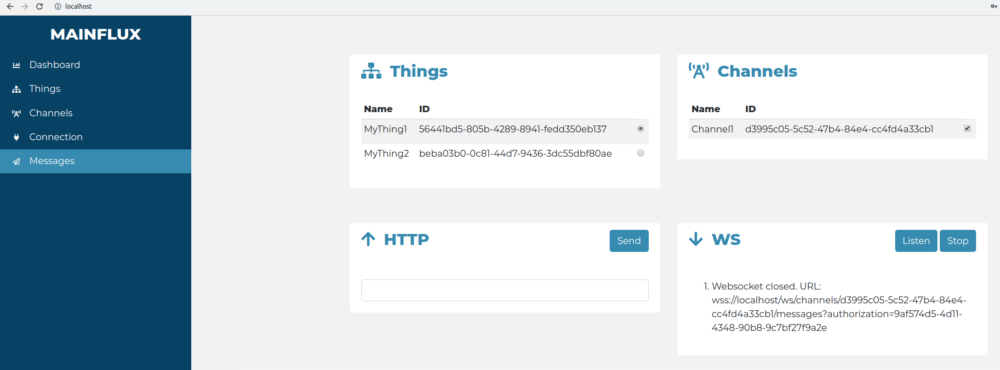 localhost
MAINFLUX
Dashboard
Things
Channels
Connection
Messages
Things
Name ID
MyThing1 56441bd5-805b-4289-8941-fedd350eb137
MyThing2 beba03b0-0c81-44d7-9436-3dc55dbf80ae
Channels
Name ID
Channel1 d3995c05-5c52-47b4-84e4-cc4fd4a33cb1
HTTP Send
WS Listen Stop
1. Websocket closed. URL:
wss://localhost/ws/channels/d3995c05-5c52-47b4-84e4-
cc4fd4a33cb1/messages?authorization=9af574d5-4d11-
4348-90b8-9c7bf27f9a2e